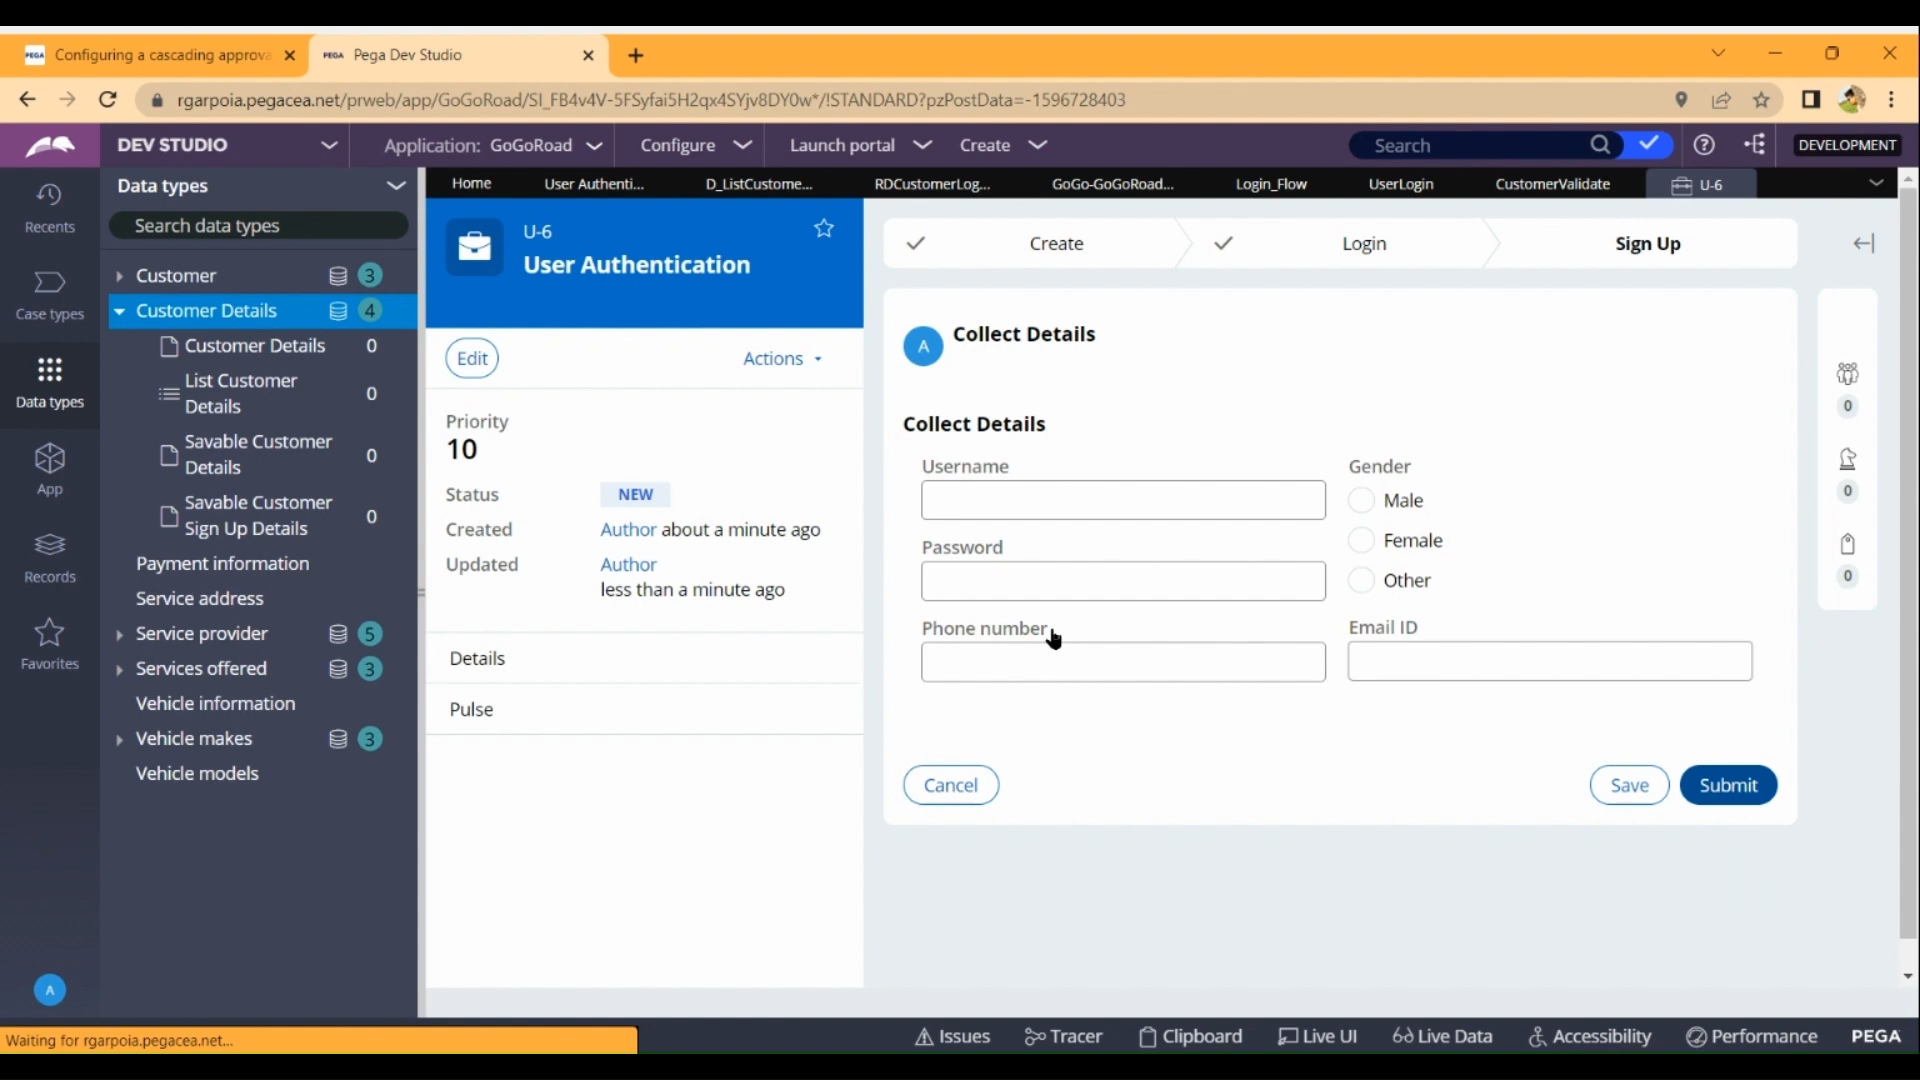 PEGA Configuring a cascading approva
PEGA Pega Dev Studio
rgarpoia.pegacea.net/prweb/app/GoGoRoad/SI_FB4v4V-5FSyfai5H2qx4SYjv8DY0w*/!STANDARD?pzPostData=-1596728403
DEV STUDIO
Application: GoGoRoad
Configure
Launch portal
Create
Search
DEVELOPMENT
Recents
Case types
Data types
App
Records
Favorites
A
Data types
Search data types
Customer 3
Customer Details 4
Customer Details 0
List Customer
Details 0
Savable Customer
Details 0
Savable Customer
Sign Up Details 0
Payment information
Service address
Service provider 5
Services offered 3
Vehicle information
Vehicle makes 3
Vehicle models
Home
User Authenti...
D_ListCustome...
RDCustomerLog...
GoGo-GoGoRoad...
Login_Flow
UserLogin
CustomerValidate
U-6
U-6
User Authentication
Edit
Actions
Priority
10
Status NEW
Created Author about a minute ago
Updated Author
less than a minute ago
Details
Pulse
Create
Login
Sign Up
A Collect Details
Collect Details
Username
Password
Phone number
Gender
Male
Female
Other
Email ID
Cancel
Save
Submit
0
0
0
Waiting for rgarpoia.pegacea.net...
Issues
Tracer
Clipboard
Live UI
Live Data
Accessibility
Performance
PEGA